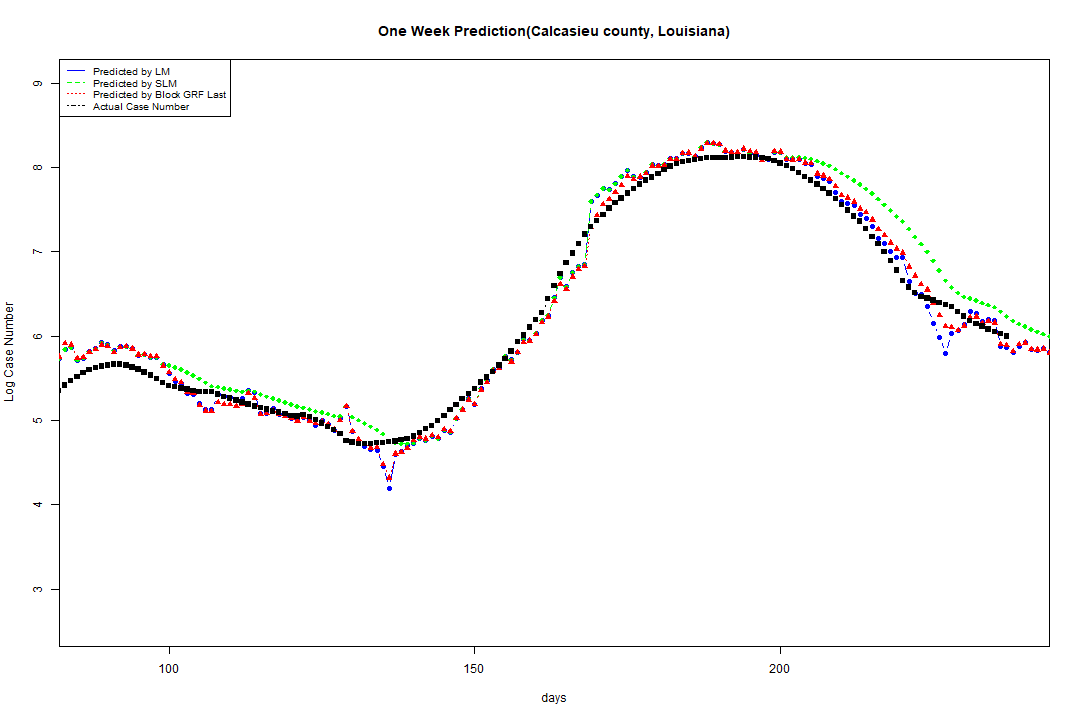 One Week Prediction(Calcasieu county, Louisiana)
Predicted by LM
Predicted by SLM
Predicted by Block GRF Last
Actual Case Number
Log Case Number
9
8
7
6
5
4
3
100 150 200
days